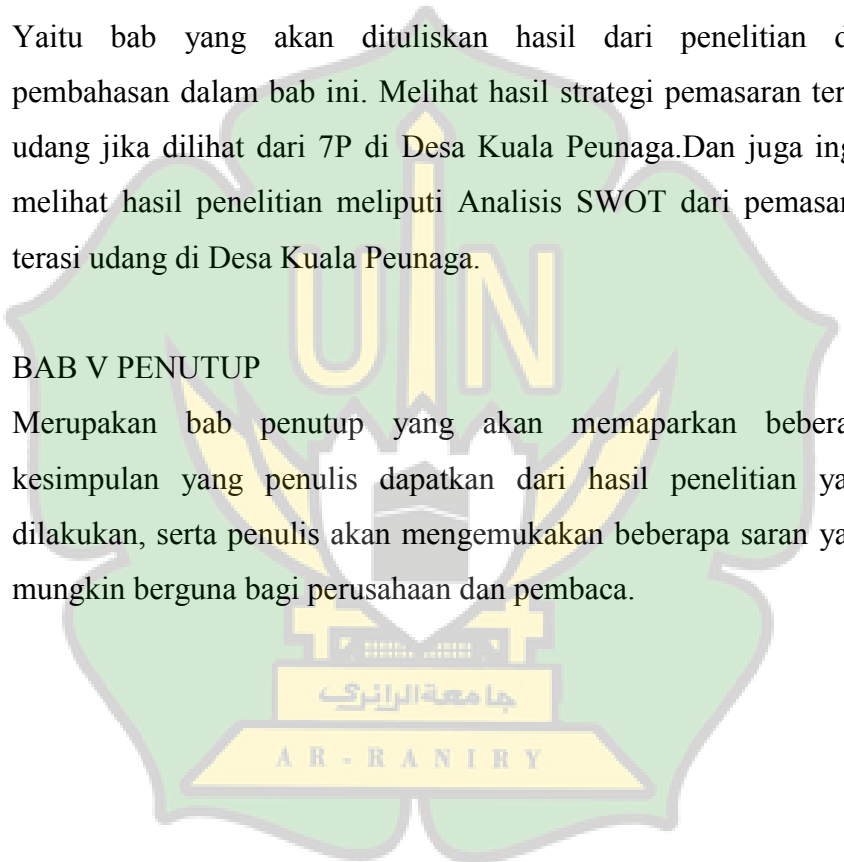 Yaitu bab yang akan dituliskan hasil dari penelitian d
pembahasan dalam bab ini. Melihat hasil strategi pemasaran ter
udang jika dilihat dari 7P di Desa Kuala Peunaga.Dan juga ing
melihat hasil penelitian meliputi Analisis SWOT dari pemasar
terasi udang di Desa Kuala Peunaga.
BAB V PENUTUP
Merupakan bab penutup yang akan memaparkan bebera
kesimpulan yang penulis dapatkan dari hasil penelitian ya
dilakukan, serta penulis akan mengemukakan beberapa saran ya
mungkin berguna bagi perusahaan dan pembaca.
UIN
جامعة الرانري
AR-RANIRY